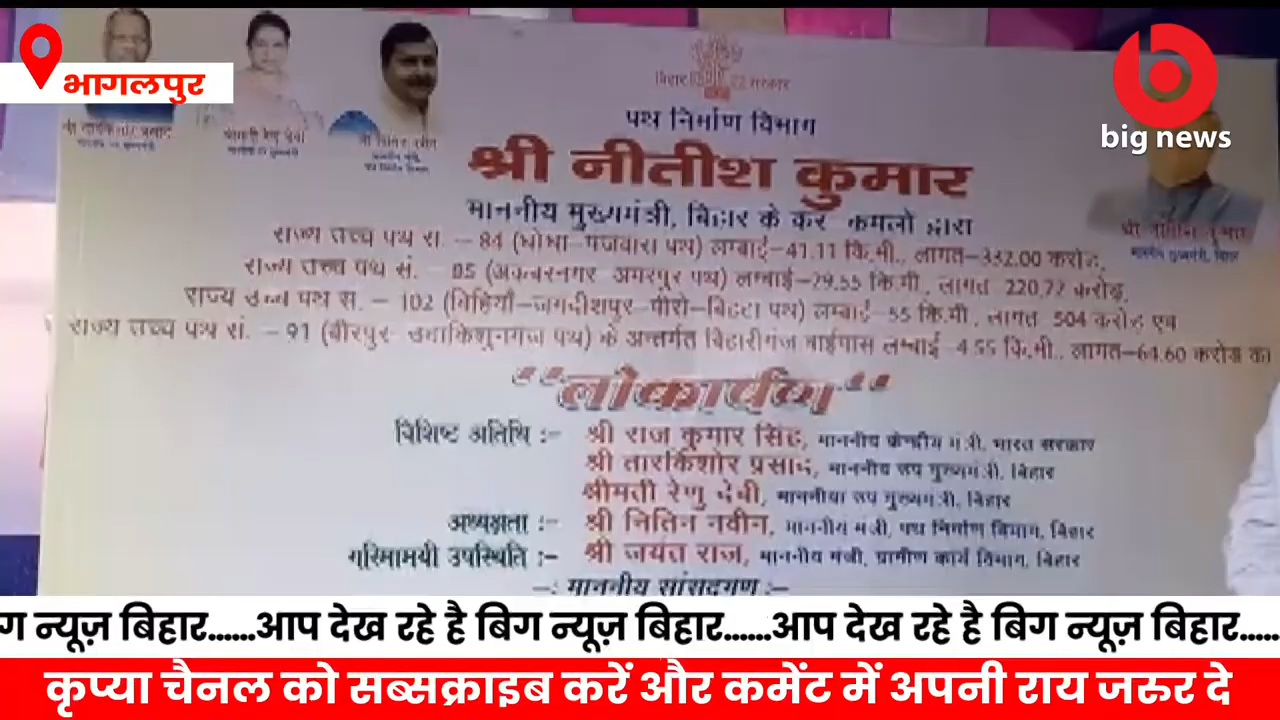 भागलपुर
big news
बिहार सरकार
पथ निर्माण विभाग
श्री नीतीश कुमार
माननीय मुख्यमंत्री, बिहार के कर कमलों द्वारा
राज्य उच्च पथ सं. – 84 (घोघा–पंजवारा पथ) लम्बाई–41.11 कि.मी., लागत–332.00 करोड़,
राज्य उच्च पथ सं. – 85 (अकबरनगर अमरपुर पथ) लम्बाई–29.55 कि.मी., लागत 220.77 करोड़,
राज्य उच्च पथ सं. – 102 (बिहियाँ–जगदीशपुर–पीरो–बिहटा पथ) लम्बाई–55 कि.मी., लागत 504 करोड़ एवं
राज्य उच्च पथ सं. – 91 (बीरपुर उदाकिशुनगंज पथ) के अन्तर्गत बिहारीगंज बाईपास लम्बाई–4.55 कि.मी., लागत–64.60 करोड़ का
"लोकार्पण"
विशिष्ट अतिथि :– श्री राज कुमार सिंह, माननीय केन्द्रीय मंत्री, भारत सरकार
श्री तारकिशोर प्रसाद, माननीय उप मुख्यमंत्री, बिहार
श्रीमती रेणु देवी, माननीया उप मुख्यमंत्री, बिहार
अध्यक्षता :– श्री नितिन नवीन, माननीय मंत्री, पथ निर्माण विभाग, बिहार
गरिमामयी उपस्थिति :– श्री जयंत राज, माननीय मंत्री, ग्रामीण कार्य विभाग, बिहार
–: माननीय सांसदगण :–
ग न्यूज़ बिहार......आप देख रहे है बिग न्यूज़ बिहार......आप देख रहे है बिग न्यूज़ बिहार.....
कृप्या चैनल को सब्सक्राइब करें और कमेंट में अपनी राय जरुर दे